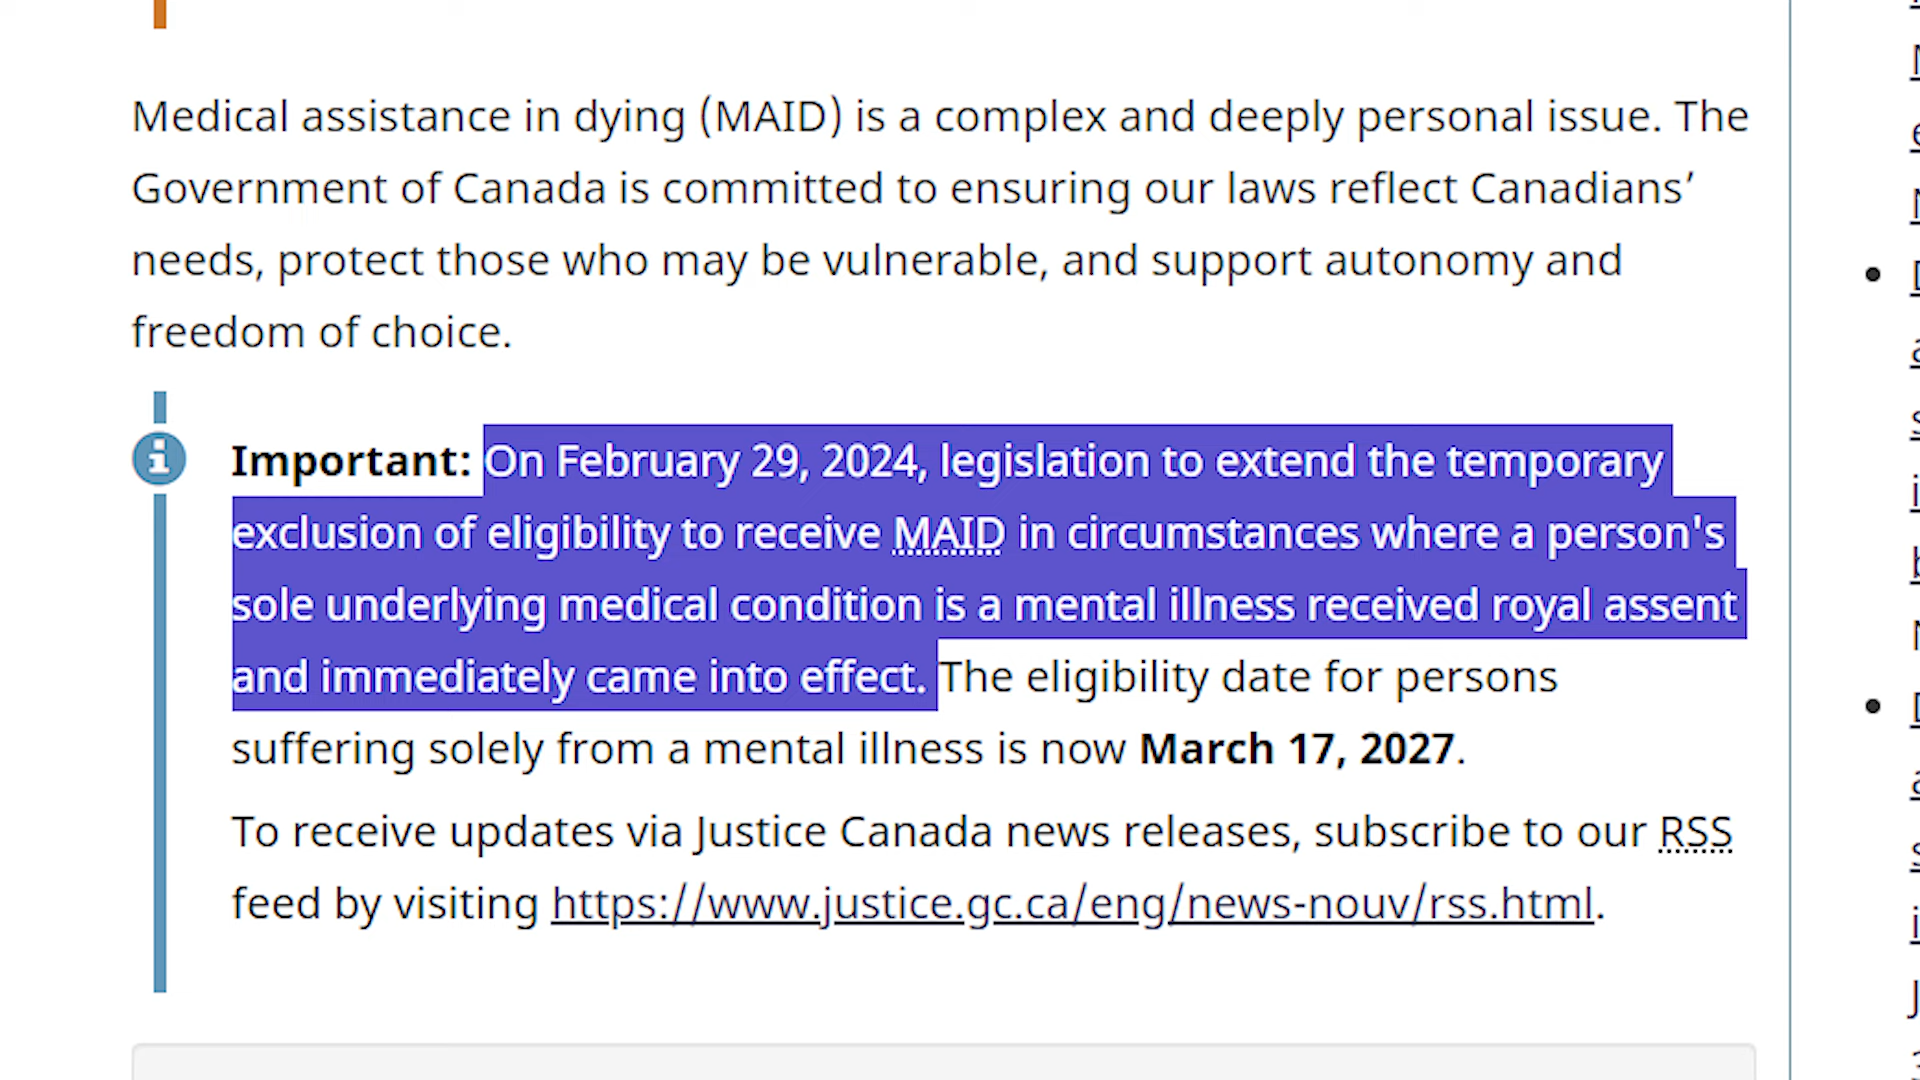 Medical assistance in dying (MAID) is a complex and deeply personal issue. The
Government of Canada is committed to ensuring our laws reflect Canadians’
needs, protect those who may be vulnerable, and support autonomy and
freedom of choice.
Important: On February 29, 2024, legislation to extend the temporary
exclusion of eligibility to receive MAID in circumstances where a person's
sole underlying medical condition is a mental illness received royal assent
and immediately came into effect. The eligibility date for persons
suffering solely from a mental illness is now March 17, 2027.
To receive updates via Justice Canada news releases, subscribe to our RSS
feed by visiting https://www.justice.gc.ca/eng/news-nouv/rss.html.